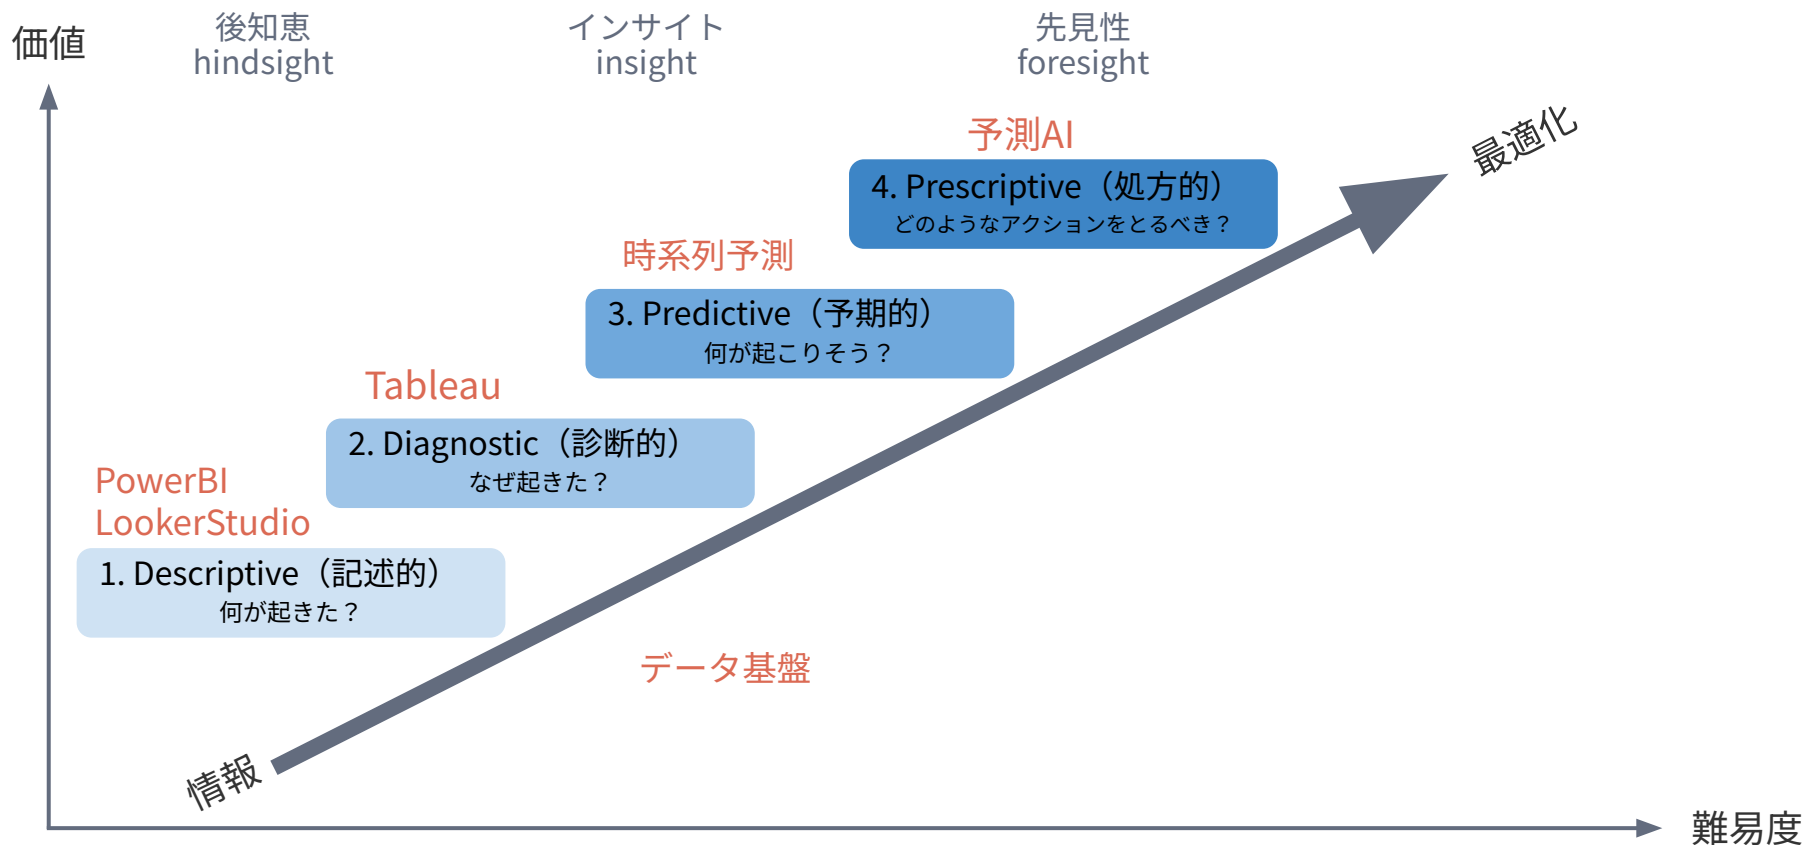 価値
後知恵
hindsight
インサイト
insight
先見性
foresight
最適化
予測AI
4. Prescriptive（処方的）
どのようなアクションをとるべき？
時系列予測
3. Predictive（予期的）
何が起こりそう？
Tableau
2. Diagnostic（診断的）
なぜ起きた？
PowerBI
LookerStudio
1. Descriptive（記述的）
何が起きた？
データ基盤
情報
難易度